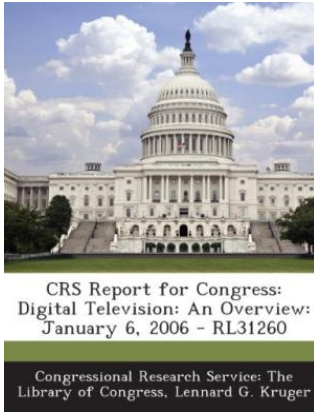 CRS Report for Congress:
Digital Television: An Overview:
January 6, 2006 - RL31260
Congressional Research Service: The
Library of Congress, Lennard G. Kruger